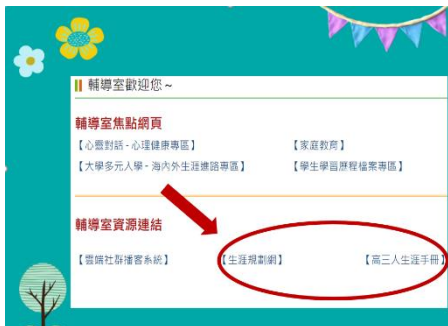 輔導室歡迎您~
輔導室焦點網頁
【心靈對話-心理健康專區】 【家庭教育】
【大學多元入學-海內外生涯進路專區】 【學生學習歷程檔案專區】
輔導室資源連結
【雲端社群播客系統】 【生涯規劃網】 【高三人生涯手冊】